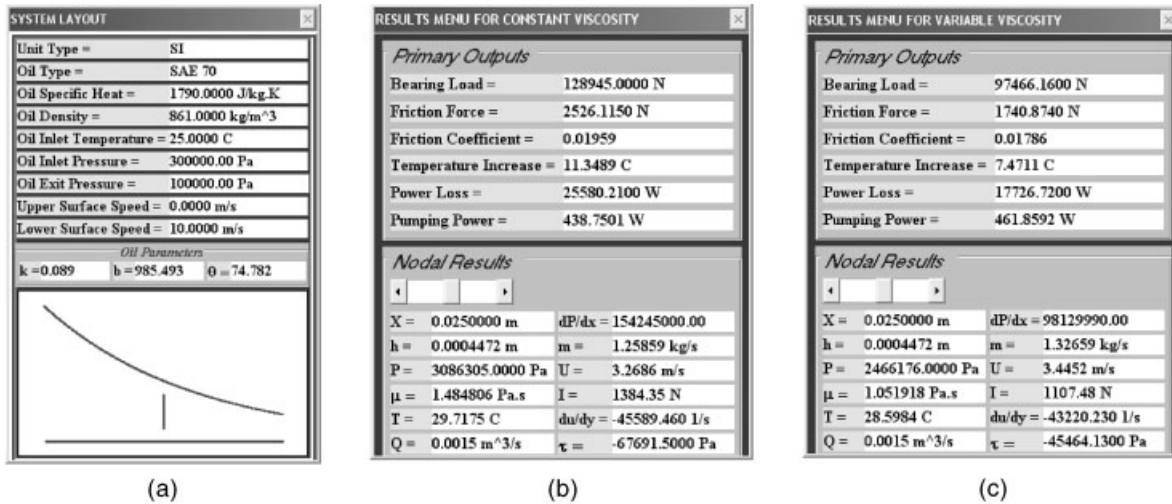 SYSTEM LAYOUT
Unit Type = SI
Oil Type = SAE 70
Oil Specific Heat = 1790.0000 J/kg.K
Oil Density = 861.0000 kg/m^3
Oil Inlet Temperature = 25.0000 C
Oil Inlet Pressure = 300000.00 Pa
Oil Exit Pressure = 100000.00 Pa
Upper Surface Speed = 0.0000 m/s
Lower Surface Speed = 10.0000 m/s
Oil Parameters
k =0.089 b =985.493 θ =74.782
(a)
RESULTS MENU FOR CONSTANT VISCOSITY
Primary Outputs
Bearing Load = 128945.0000 N
Friction Force = 2526.1150 N
Friction Coefficient = 0.01959
Temperature Increase = 11.3489 C
Power Loss = 25580.2100 W
Pumping Power = 438.7501 W
Nodal Results
X = 0.0250000 m dP/dx = 154245000.00
h = 0.0004472 m m = 1.25859 kg/s
P = 3086305.0000 Pa U = 3.2686 m/s
μ = 1.484806 Pa.s I = 1384.35 N
T = 29.7175 C du/dy = -45589.460 1/s
Q = 0.0015 m^3/s τ = -67691.5000 Pa
(b)
RESULTS MENU FOR VARIABLE VISCOSITY
Primary Outputs
Bearing Load = 97466.1600 N
Friction Force = 1740.8740 N
Friction Coefficient = 0.01786
Temperature Increase = 7.4711 C
Power Loss = 17726.7200 W
Pumping Power = 461.8592 W
Nodal Results
X = 0.0250000 m dP/dx = 98129990.00
h = 0.0004472 m m = 1.32659 kg/s
P = 2466176.0000 Pa U = 3.4452 m/s
μ = 1.051918 Pa.s I = 1107.48 N
T = 28.5984 C du/dy = -43220.230 1/s
Q = 0.0015 m^3/s τ = -45464.1300 Pa
(c)